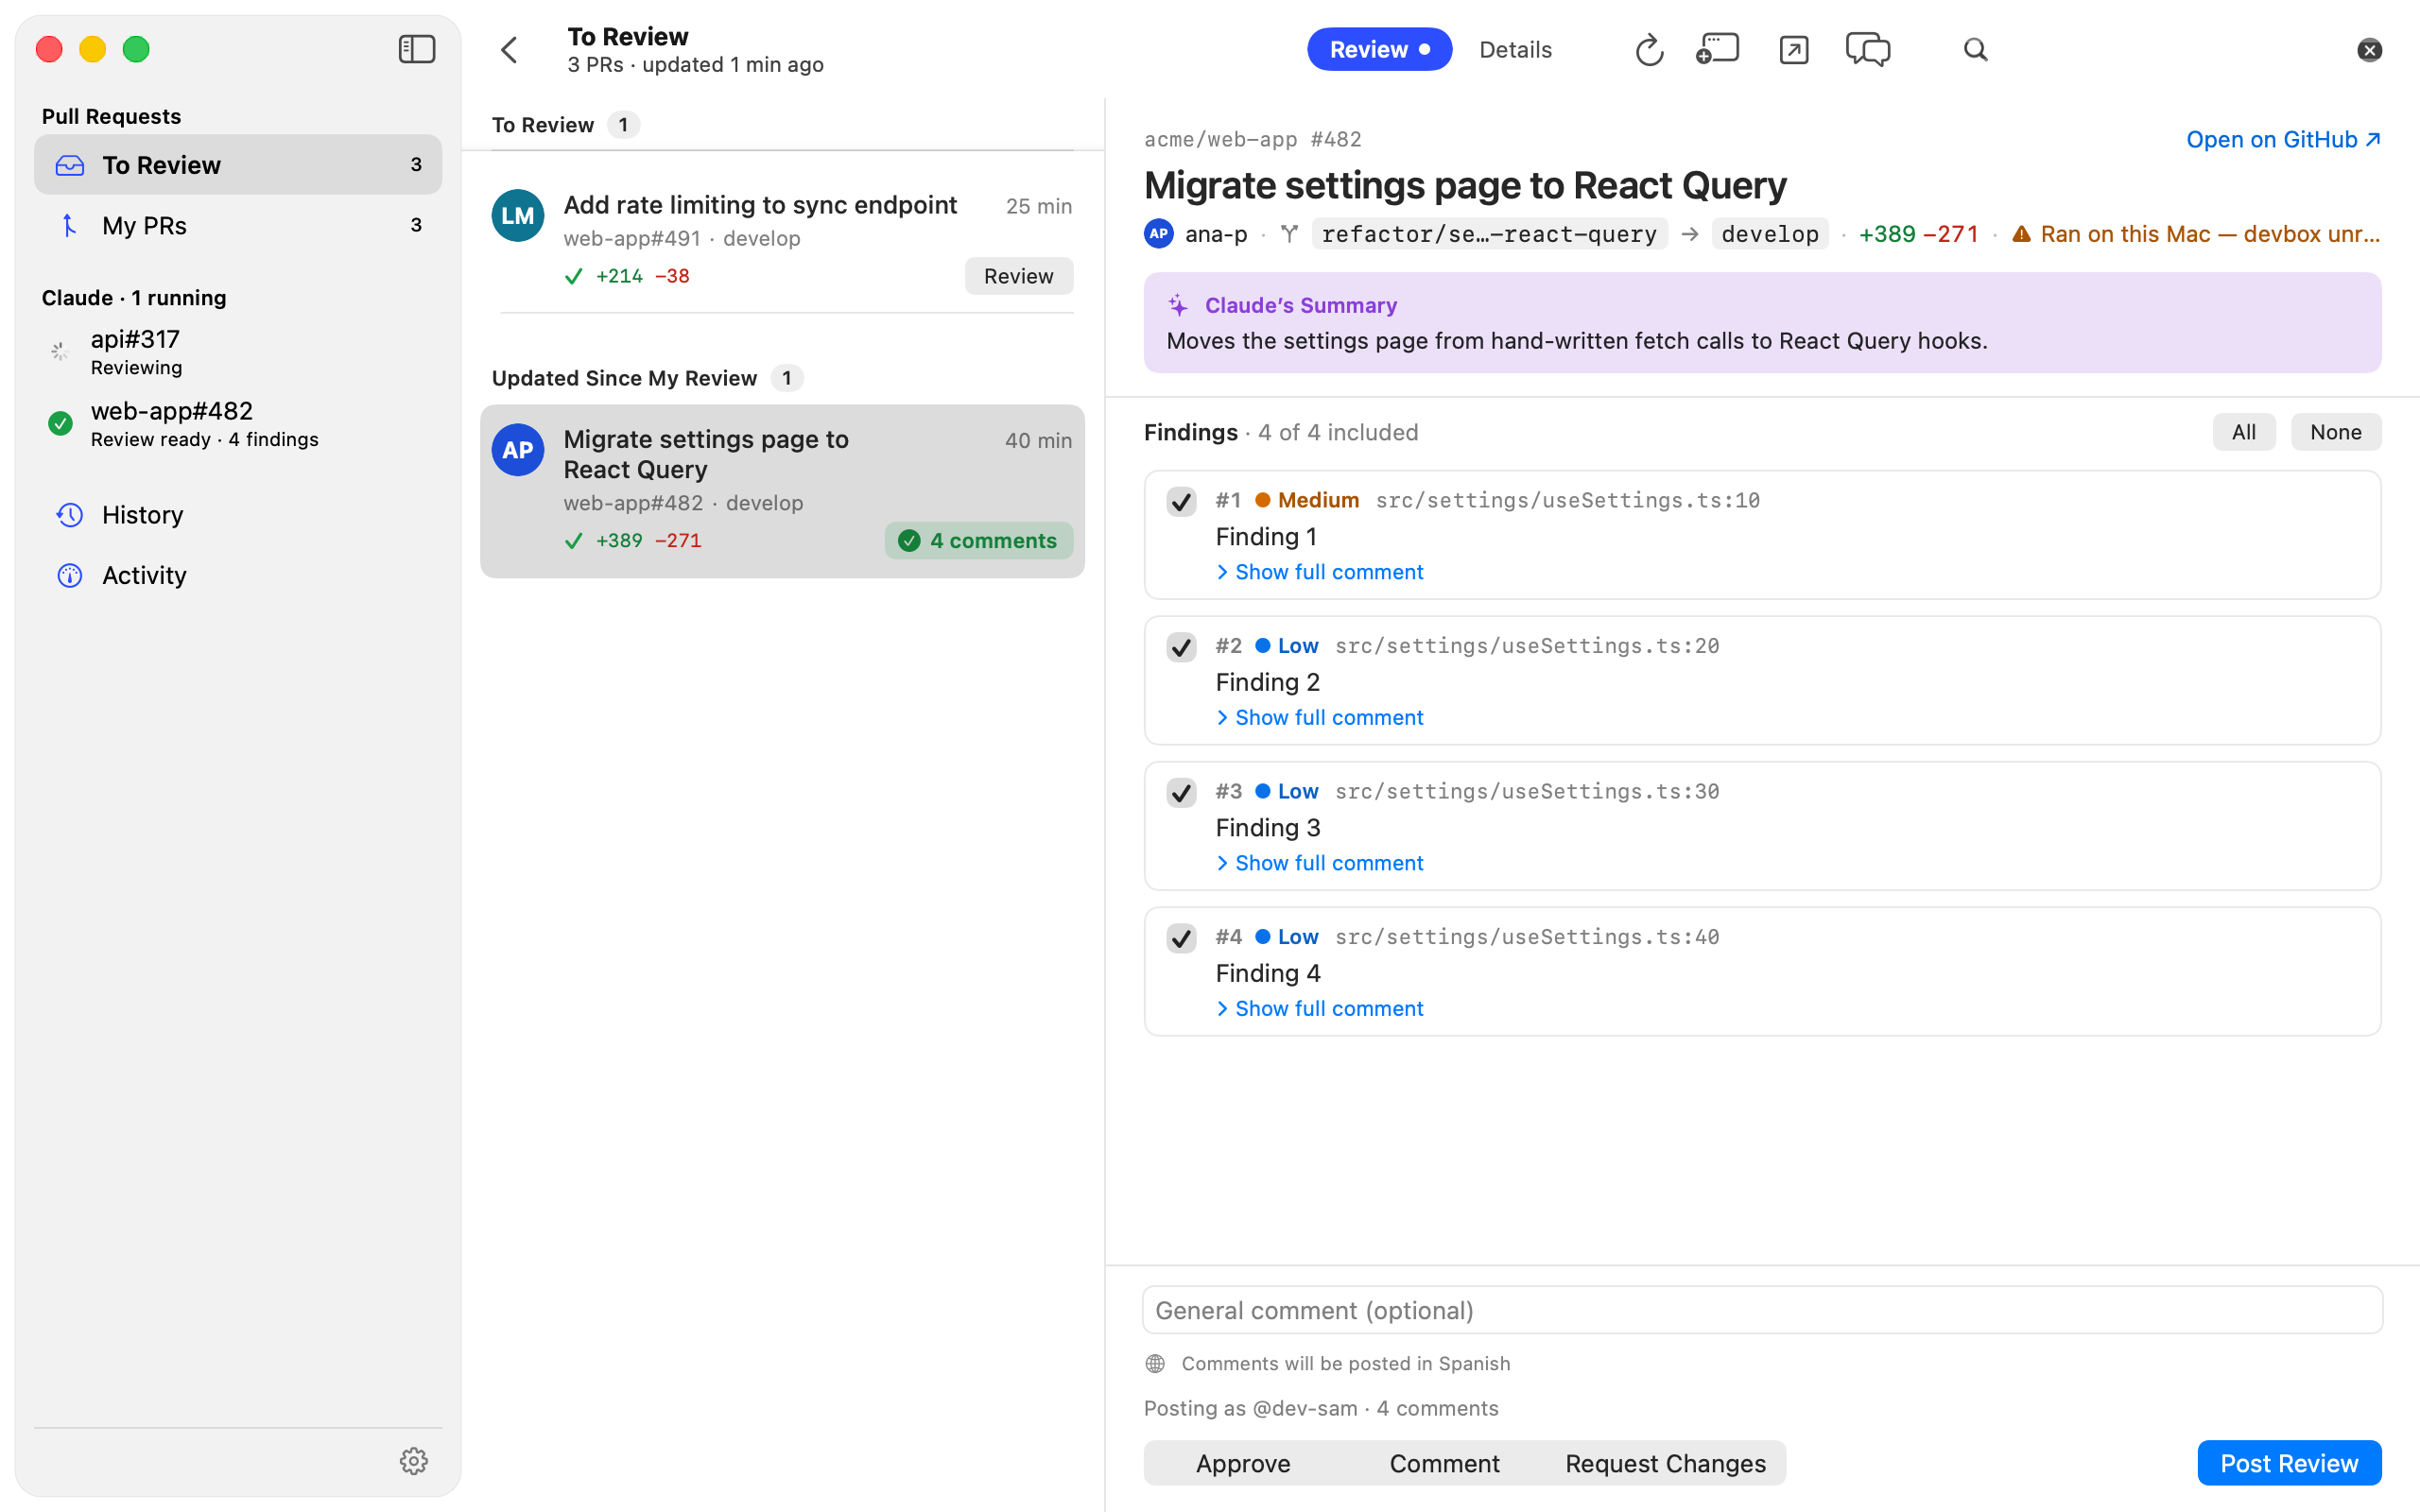 To Review
3 PRs · updated 1 min ago
Review
Details
Pull Requests
To Review 3
My PRs 3
Claude · 1 running
api#317
Reviewing
web-app#482
Review ready · 4 findings
History
Activity
To Review 1
LM
Add rate limiting to sync endpoint 25 min
web-app#491 · develop
+214 −38
Review
Updated Since My Review 1
AP
Migrate settings page to React Query 40 min
web-app#482 · develop
+389 −271
4 comments
acme/web-app #482
Open on GitHub
Migrate settings page to React Query
AP ana-p · refactor/se…-react-query → develop · +389 −271 · Ran on this Mac — devbox unr…
Claude’s Summary
Moves the settings page from hand-written fetch calls to React Query hooks.
Findings · 4 of 4 included
All
None
#1 Medium src/settings/useSettings.ts:10
Finding 1
Show full comment
#2 Low src/settings/useSettings.ts:20
Finding 2
Show full comment
#3 Low src/settings/useSettings.ts:30
Finding 3
Show full comment
#4 Low src/settings/useSettings.ts:40
Finding 4
Show full comment
General comment (optional)
Comments will be posted in Spanish
Posting as @dev-sam · 4 comments
Approve
Comment
Request Changes
Post Review